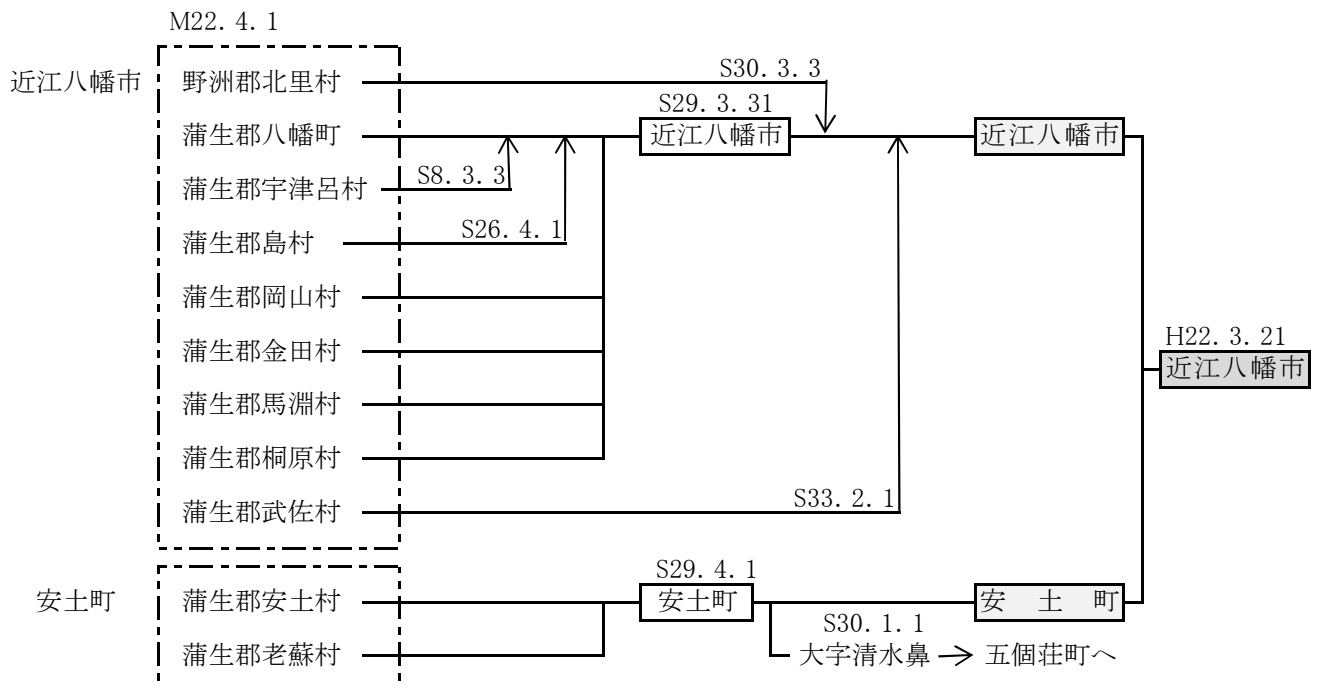 M22.4.1
近江八幡市 野洲郡北里村 S30.3.3
S29.3.31
蒲生郡八幡町 近江八幡市 近江八幡市
蒲生郡宇津呂村 S8.3.3
蒲生郡島村 S26.4.1
蒲生郡岡山村
H22.3.21
蒲生郡金田村
近江八幡市
蒲生郡馬淵村
蒲生郡桐原村
蒲生郡武佐村 S33.2.1
S29.4.1
安土町 蒲生郡安土村 安土町 安土町
S30.1.1
蒲生郡老蘇村 大字清水鼻 五個荘町へ